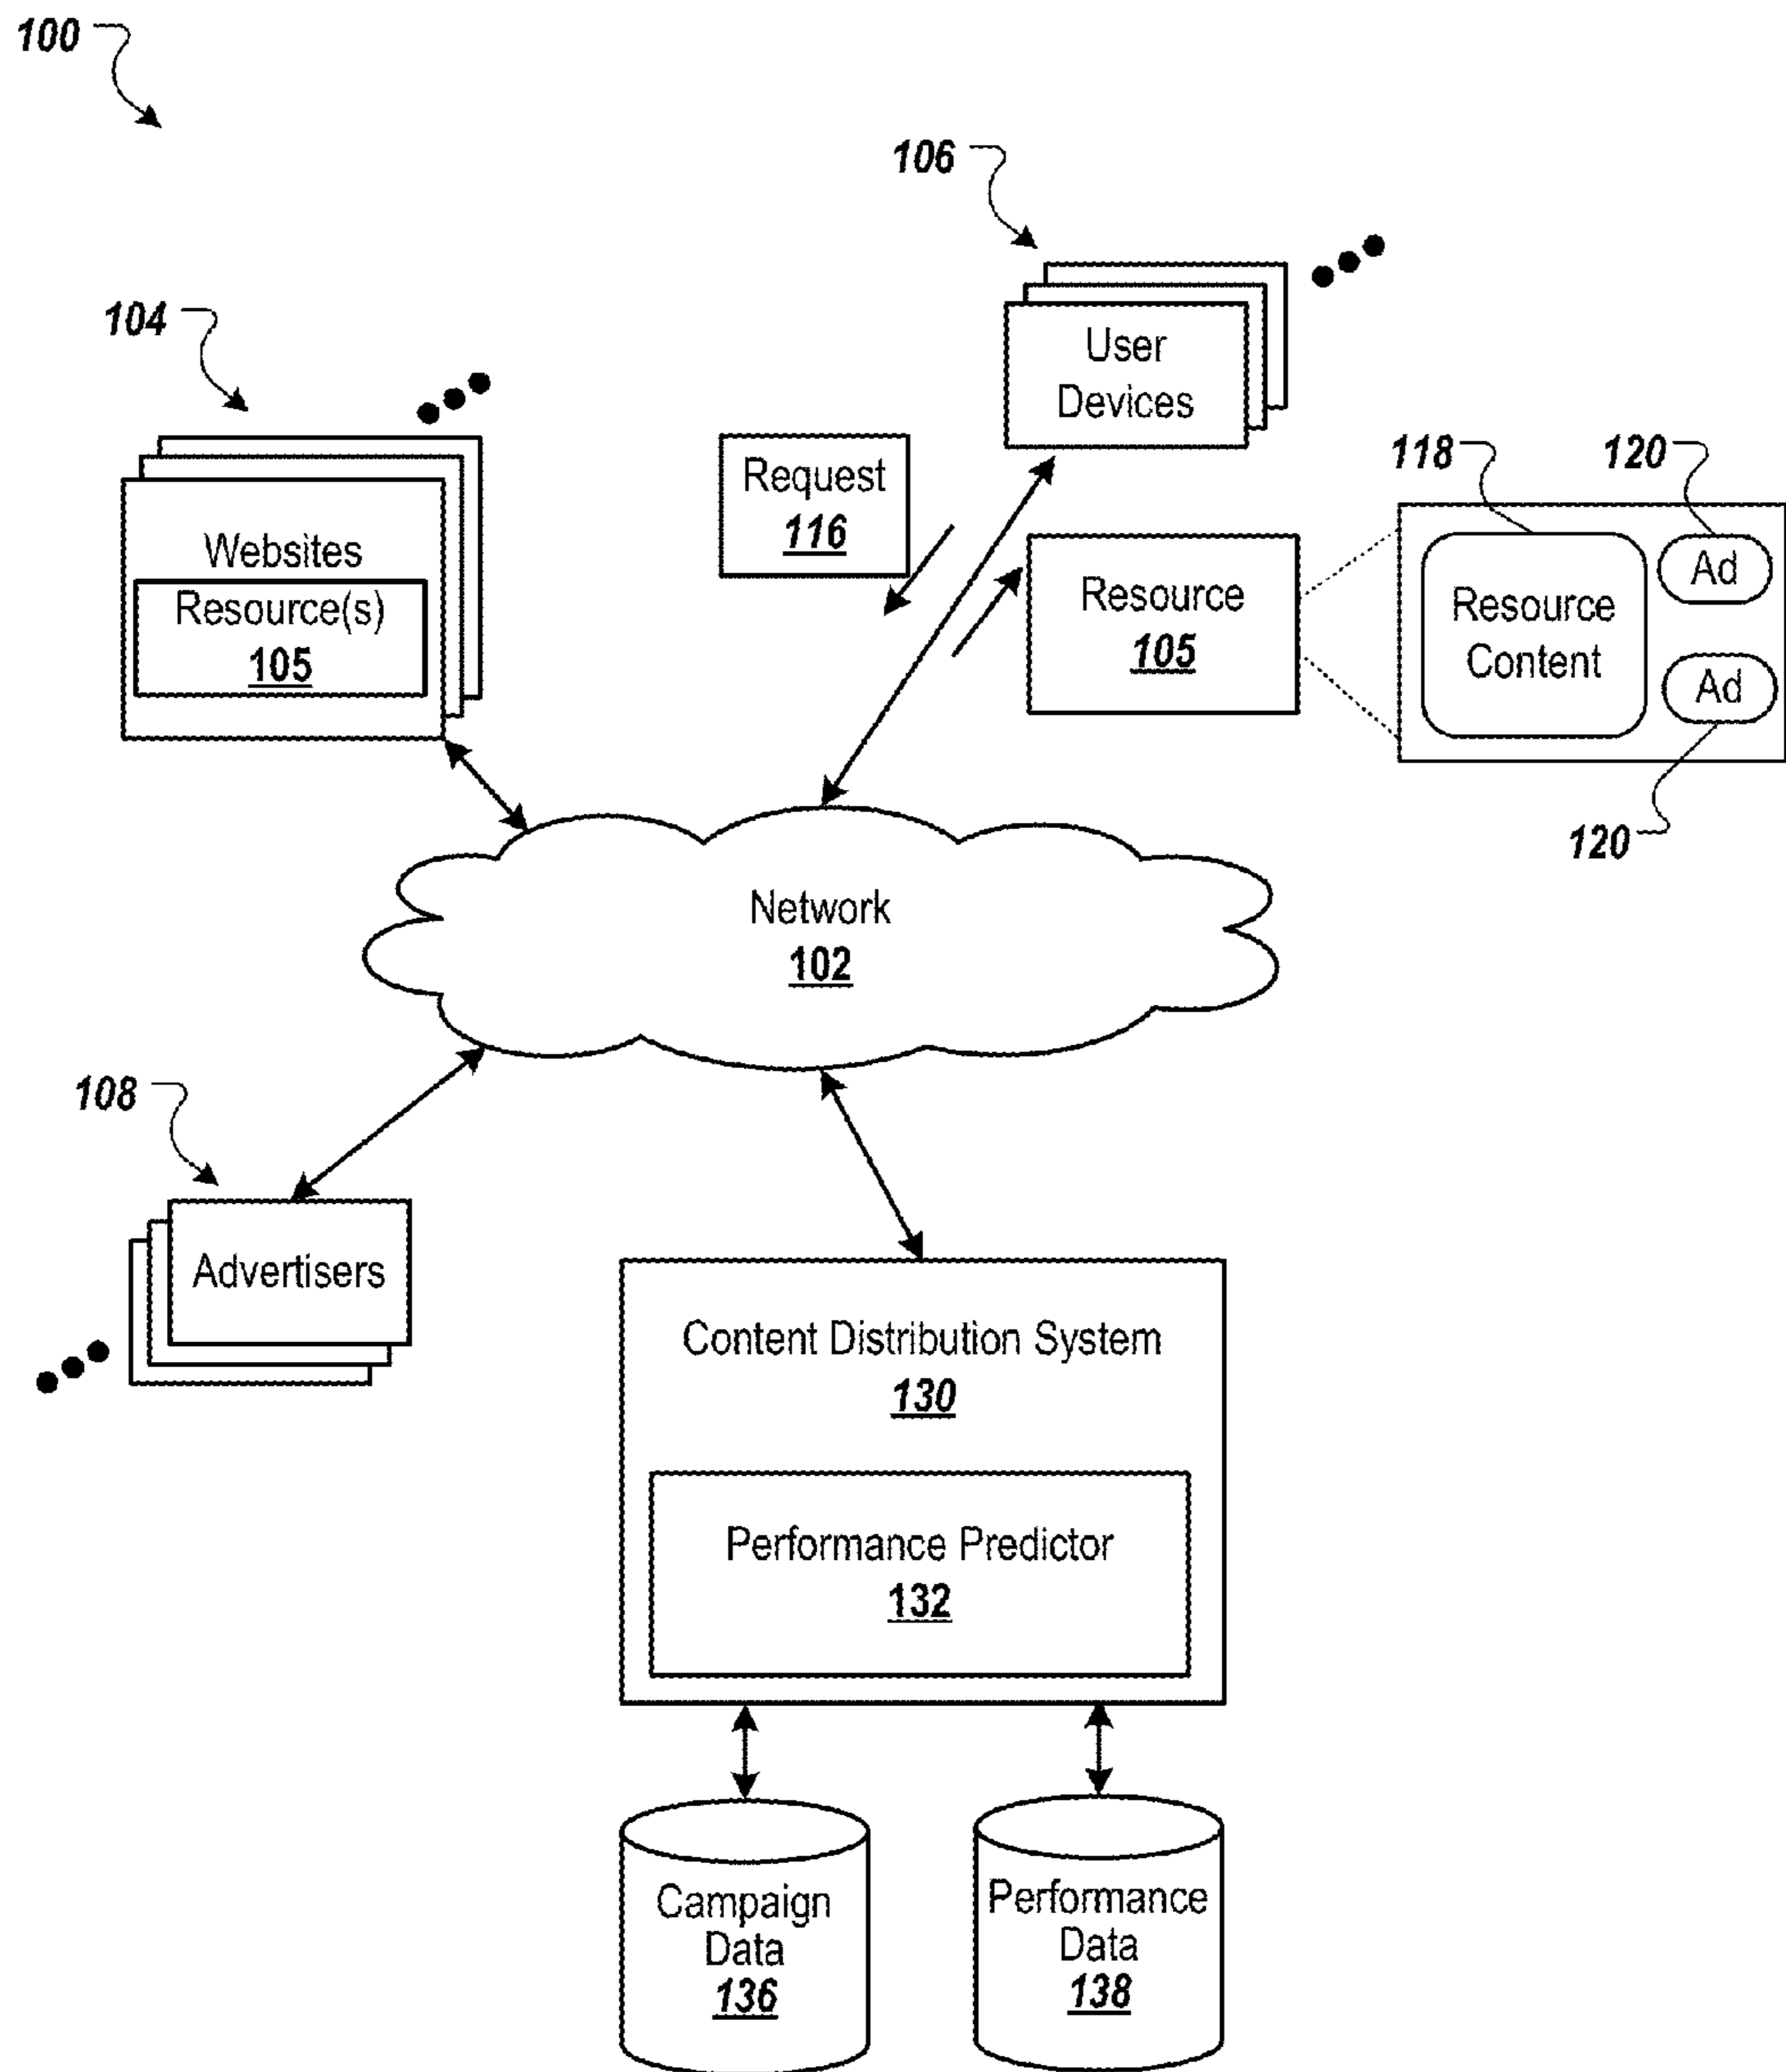 100
106
104
User
Devices
Request
116
118
120
Websites
Resource(s)
105
Resource
105
Resource
Content
Ad
Ad
120
Network
102
108
Advertisers
Content Distribution System
130
Performance Predictor
132
Campaign
Data
136
Performance
Data
138